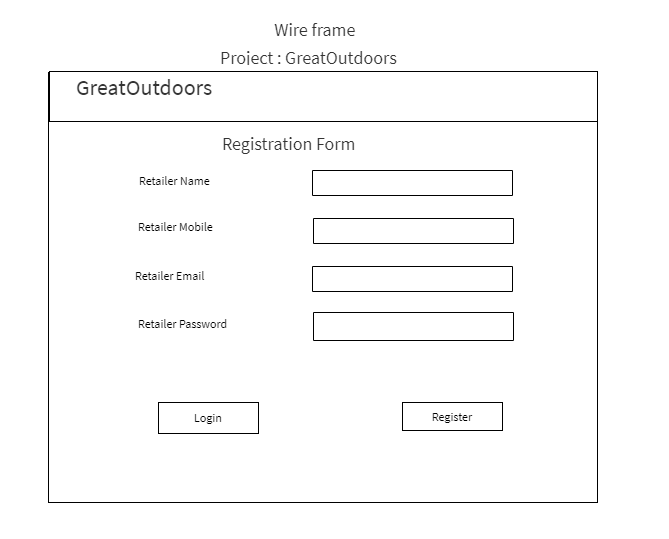 Wire frame
Project : GreatOutdoors
GreatOutdoors
Registration Form
Retailer Name
Retailer Mobile
Retailer Email
Retailer Password
Login
Register